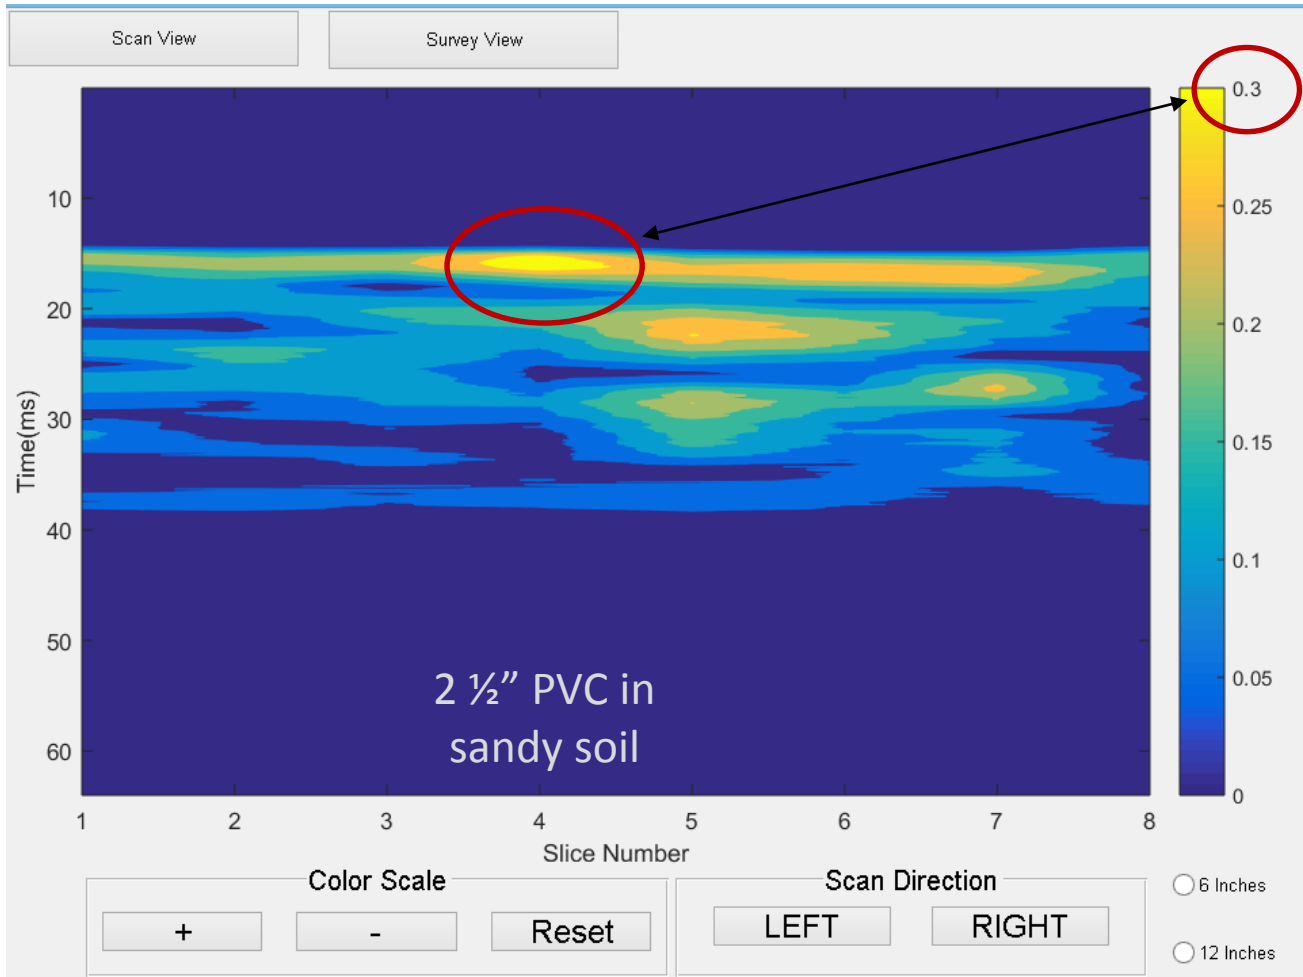 Scan View
Survey View
0.3
0.25
0.2
0.15
0.1
0.05
0
10
20
30
40
50
60
Time(ms)
2 ½” PVC in
sandy soil
1 2 3 4 5 6 7 8
Slice Number
Color Scale
+ - Reset
Scan Direction
LEFT RIGHT
6 Inches
12 Inches